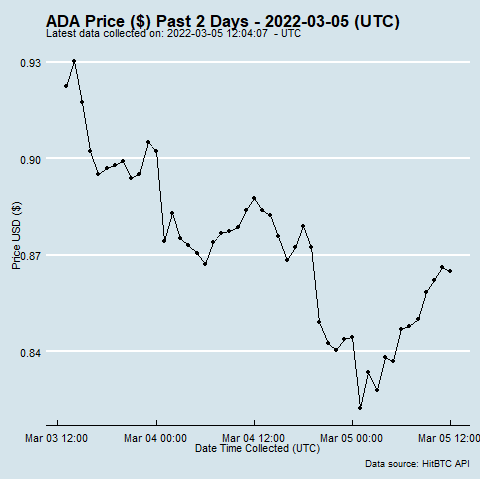 ADA Price ($) Past 2 Days - 2022-03-05 (UTC)
Latest data collected on: 2022-03-05 12:04:07  - UTC
0.93
0.90
0.87
0.84
Price USD ($)
Mar 03 12:00
Mar 04 00:00
Mar 04 12:00
Mar 05 00:00
Mar 05 12:00
Date Time Collected (UTC)
Data source: HitBTC API